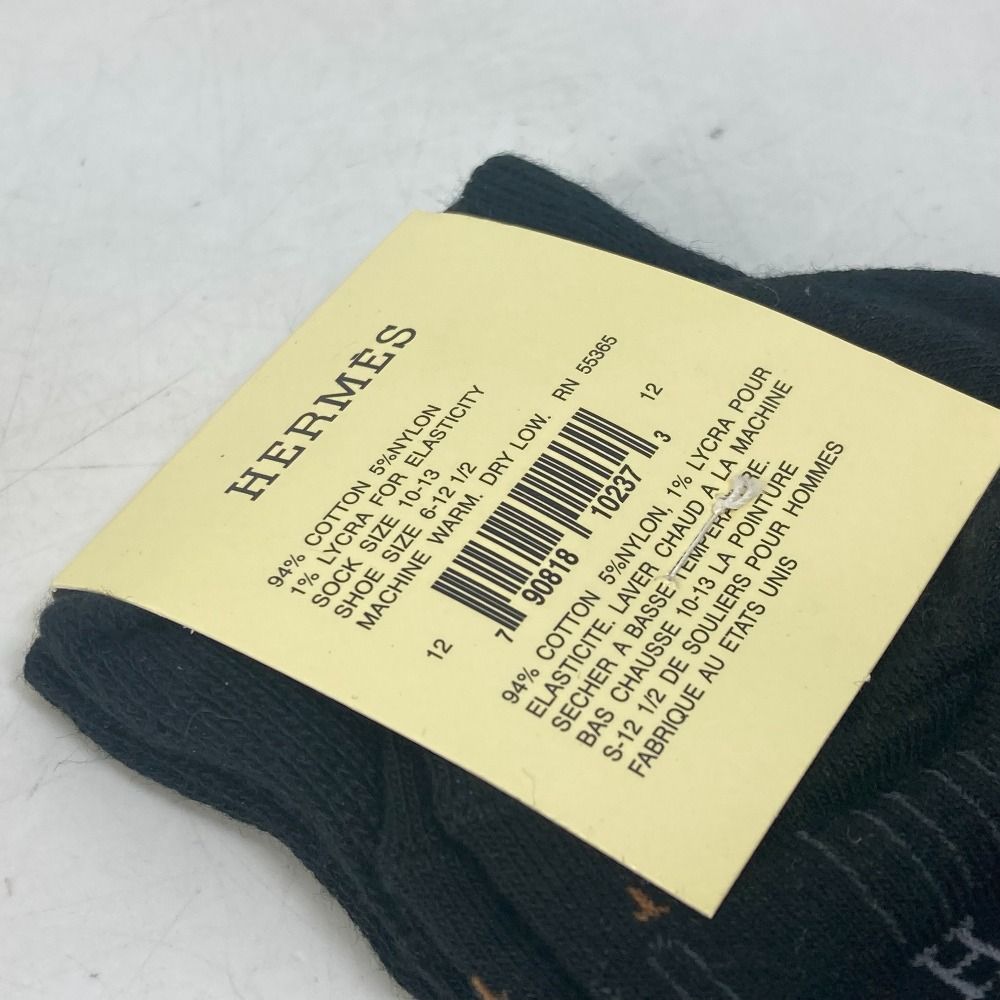 HERMÈS
94% COTTON 5%NYLON
1% LYCRA FOR ELASTICITY
SOCK SIZE 10-13
SHOE SIZE 6-12 1/2
MACHINE WARM. DRY LOW. RN 55365
12
12
7 90818 10237 3
94% COTTON 5%NYLON, 1% LYCRA POUR
ELASTICITE. LAVER CHAUD A LA MACHINE
SECHER A BASSE TEMPERATURE.
BAS CHAUSSE 10-13 LA POINTURE
S-12 1/2 DE SOULIERS POUR HOMMES
FABRIQUE AU ETATS UNIS
H